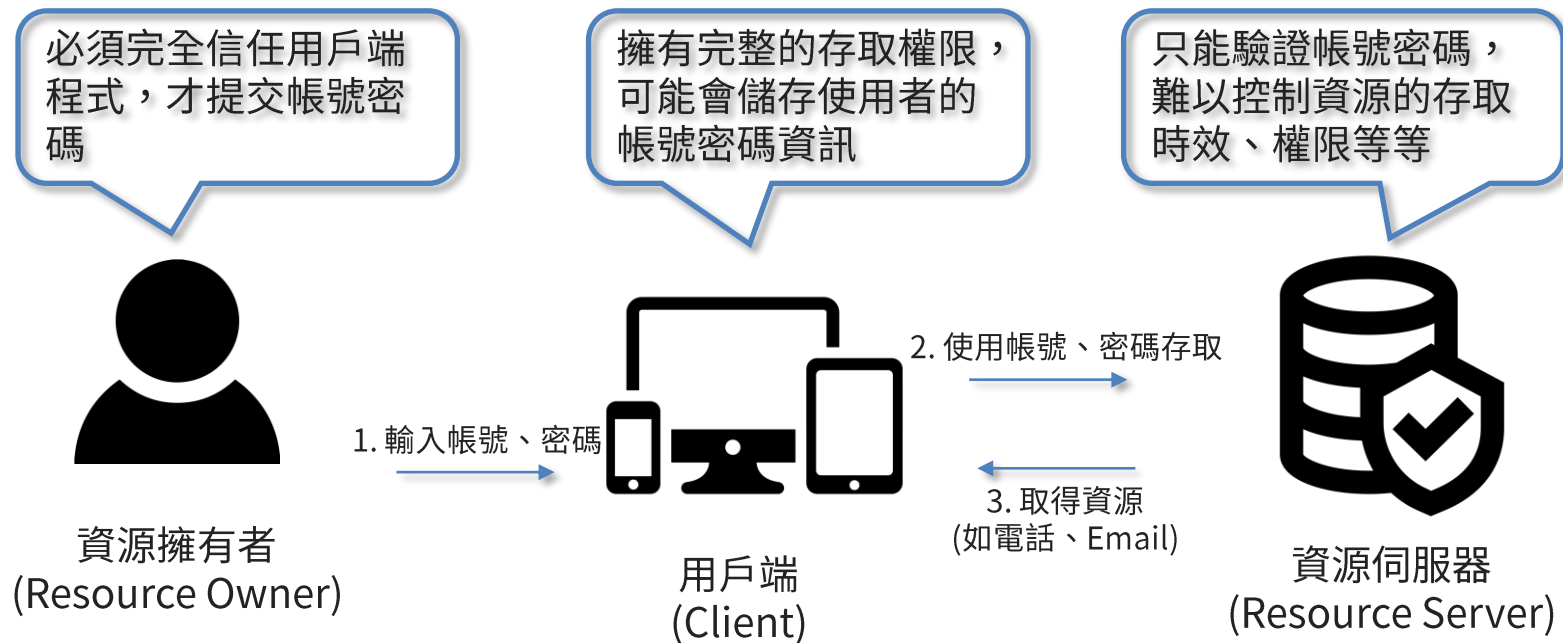 必須完全信任用戶端
程式，才提交帳號密
碼
擁有完整的存取權限，
可能會儲存使用者的
帳號密碼資訊
只能驗證帳號密碼，
難以控制資源的存取
時效、權限等等
1. 輸入帳號、密碼
2. 使用帳號、密碼存取
3. 取得資源
(如電話、Email)
資源擁有者
(Resource Owner)
用戶端
(Client)
資源伺服器
(Resource Server)